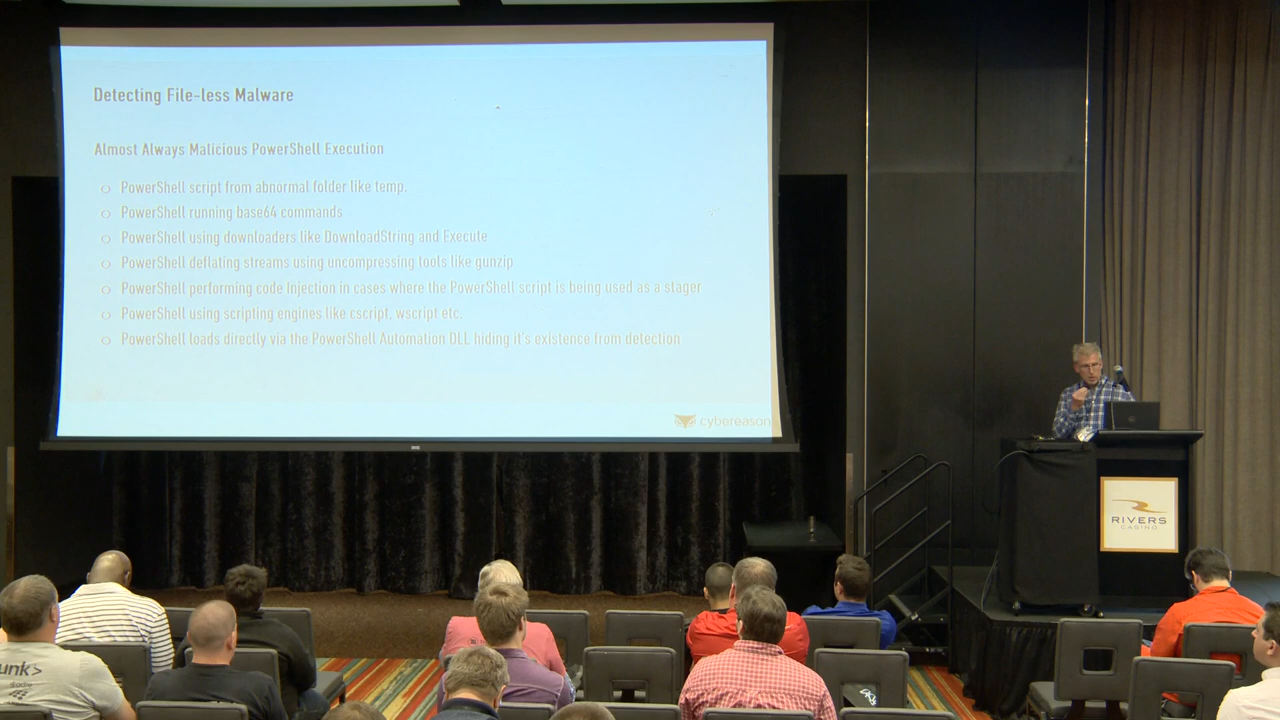 Detecting File-less Malware
Almost Always Malicious PowerShell Execution
PowerShell script from abnormal folder like temp.
PowerShell running base64 commands
PowerShell using downloaders like DownloadString and Execute
PowerShell deflating streams using uncompressing tools like gunzip
PowerShell performing code Injection in cases where the PowerShell script is being used as a stager
PowerShell using scripting engines like cscript, wscript etc.
PowerShell loads directly via the PowerShell Automation DLL hiding it's existence from detection
cybereason
RIVERS
CASINO
unk>